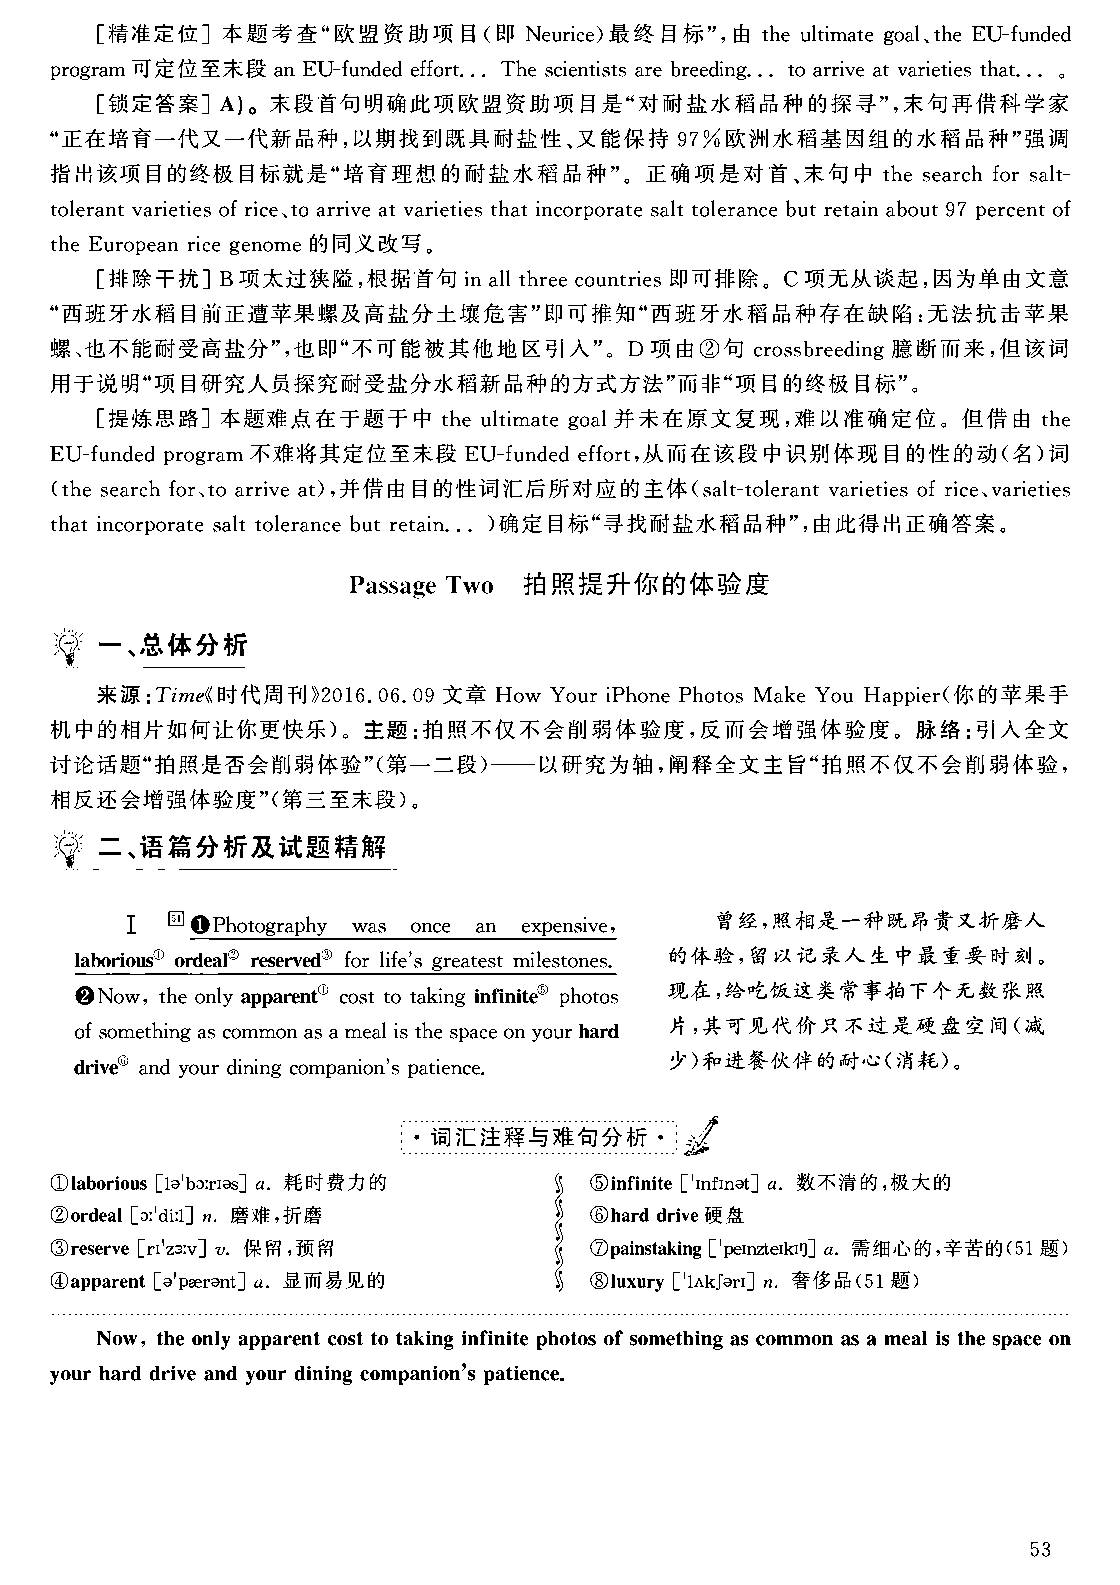 [精准定位] 本题考查“欧盟资助项目(即 Neurice)最终目标”,由 the ultimate goal、the EU-funded
program 可定位至末段 an EU-funded effort... The scientists are breeding... to arrive at varieties that... 。
[锁定答案] A)。末段首句明确此项欧盟资助项目是“对耐盐水稻品种的探寻”,末句再借科学家
“正在培育一代又一代新品种,以期找到既具耐盐性、又能保持 97%欧洲水稻基因组的水稻品种”强调
指出该项目的终极目标就是“培育理想的耐盐水稻品种”。正确项是对首、末句中 the search for salt-
tolerant varieties of rice、to arrive at varieties that incorporate salt tolerance but retain about 97 percent of
the European rice genome 的同义改写。
[排除干扰] B 项太过狭隘,根据首句 in all three countries 即可排除。C 项无从谈起,因为单由文意
“西班牙水稻目前正遭苹果螺及高盐分土壤危害”即可推知“西班牙水稻品种存在缺陷:无法抗击苹果
螺、也不能耐受高盐分”,也即“不可能被其他地区引入”。D 项由②句 crossbreeding 臆断而来,但该词
用于说明“项目研究人员探究耐受盐分水稻新品种的方式方法”而非“项目的终极目标”。
[提炼思路] 本题难点在于题于中 the ultimate goal 并未在原文复现,难以准确定位。但借由 the
EU-funded program 不难将其定位至末段 EU-funded effort,从而在该段中识别体现目的性的动(名)词
(the search for、to arrive at),并借由目的性词汇后所对应的主体(salt-tolerant varieties of rice、varieties
that incorporate salt tolerance but retain... )确定目标“寻找耐盐水稻品种”,由此得出正确答案。
Passage Two 拍照提升你的体验度
一、总体分析
来源:Time《时代周刊》2016.06.09 文章 How Your iPhone Photos Make You Happier(你的苹果手
机中的相片如何让你更快乐)。主题:拍照不仅不会削弱体验度,反而会增强体验度。脉络:引入全文
讨论话题“拍照是否会削弱体验”(第一二段)——以研究为轴,阐释全文主旨“拍照不仅不会削弱体验,
相反还会增强体验度”(第三至末段)。
二、语篇分析及试题精解
I 51 ❶Photography was once an expensive,
laborious① ordeal② reserved③ for life's greatest milestones.
❷Now, the only apparent④ cost to taking infinite⑤ photos
of something as common as a meal is the space on your hard
drive⑥ and your dining companion's patience.
曾经,照相是一种既昂贵又折磨人
的体验,留以记录人生中最重要时刻。
现在,给吃饭这类常事拍下个无数张照
片,其可见代价只不过是硬盘空间(减
少)和进餐伙伴的耐心(消耗)。
·词汇注释与难句分析·
①laborious [ləˈbɔːrɪəs] a. 耗时费力的
②ordeal [ɔːˈdiːl] n. 磨难,折磨
③reserve [rɪˈzɜːv] v. 保留,预留
④apparent [əˈpærənt] a. 显而易见的
⑤infinite [ˈɪnfɪnət] a. 数不清的,极大的
⑥hard drive 硬盘
⑦painstaking [ˈpeɪnzteɪkɪŋ] a. 需细心的,辛苦的(51 题)
⑧luxury [ˈlʌkʃərɪ] n. 奢侈品(51 题)
Now, the only apparent cost to taking infinite photos of something as common as a meal is the space on
your hard drive and your dining companion's patience.
53